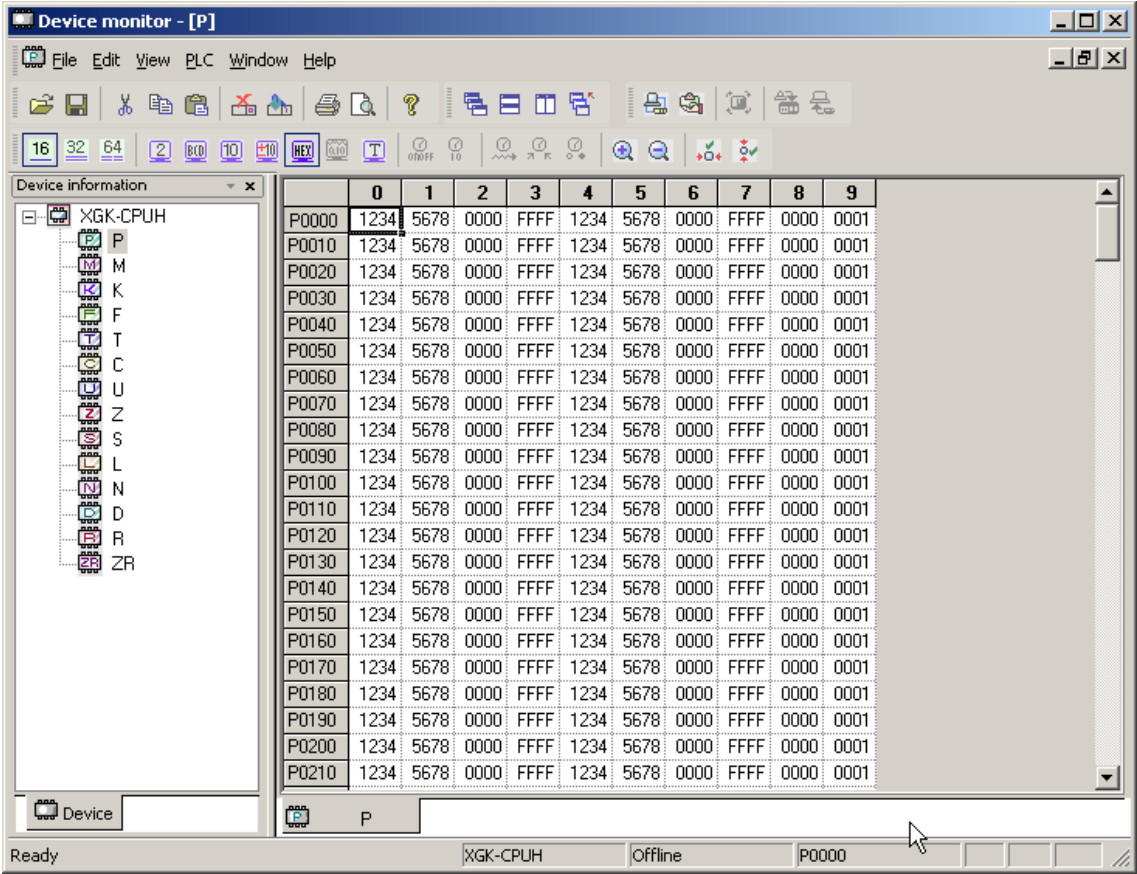 Device monitor - [P]
File Edit View PLC Window Help
16 32 64 2 BCD 10 ±10 HEX 0.10 T ON OFF 10
Device information
XGK-CPUH
P
M
K
F
T
C
U
Z
S
L
N
D
R
ZR
0 1 2 3 4 5 6 7 8 9
P0000 1234 5678 0000 FFFF 1234 5678 0000 FFFF 0000 0001
P0010 1234 5678 0000 FFFF 1234 5678 0000 FFFF 0000 0001
P0020 1234 5678 0000 FFFF 1234 5678 0000 FFFF 0000 0001
P0030 1234 5678 0000 FFFF 1234 5678 0000 FFFF 0000 0001
P0040 1234 5678 0000 FFFF 1234 5678 0000 FFFF 0000 0001
P0050 1234 5678 0000 FFFF 1234 5678 0000 FFFF 0000 0001
P0060 1234 5678 0000 FFFF 1234 5678 0000 FFFF 0000 0001
P0070 1234 5678 0000 FFFF 1234 5678 0000 FFFF 0000 0001
P0080 1234 5678 0000 FFFF 1234 5678 0000 FFFF 0000 0001
P0090 1234 5678 0000 FFFF 1234 5678 0000 FFFF 0000 0001
P0100 1234 5678 0000 FFFF 1234 5678 0000 FFFF 0000 0001
P0110 1234 5678 0000 FFFF 1234 5678 0000 FFFF 0000 0001
P0120 1234 5678 0000 FFFF 1234 5678 0000 FFFF 0000 0001
P0130 1234 5678 0000 FFFF 1234 5678 0000 FFFF 0000 0001
P0140 1234 5678 0000 FFFF 1234 5678 0000 FFFF 0000 0001
P0150 1234 5678 0000 FFFF 1234 5678 0000 FFFF 0000 0001
P0160 1234 5678 0000 FFFF 1234 5678 0000 FFFF 0000 0001
P0170 1234 5678 0000 FFFF 1234 5678 0000 FFFF 0000 0001
P0180 1234 5678 0000 FFFF 1234 5678 0000 FFFF 0000 0001
P0190 1234 5678 0000 FFFF 1234 5678 0000 FFFF 0000 0001
P0200 1234 5678 0000 FFFF 1234 5678 0000 FFFF 0000 0001
P0210 1234 5678 0000 FFFF 1234 5678 0000 FFFF 0000 0001
Device
P
Ready XGK-CPUH Offline P0000